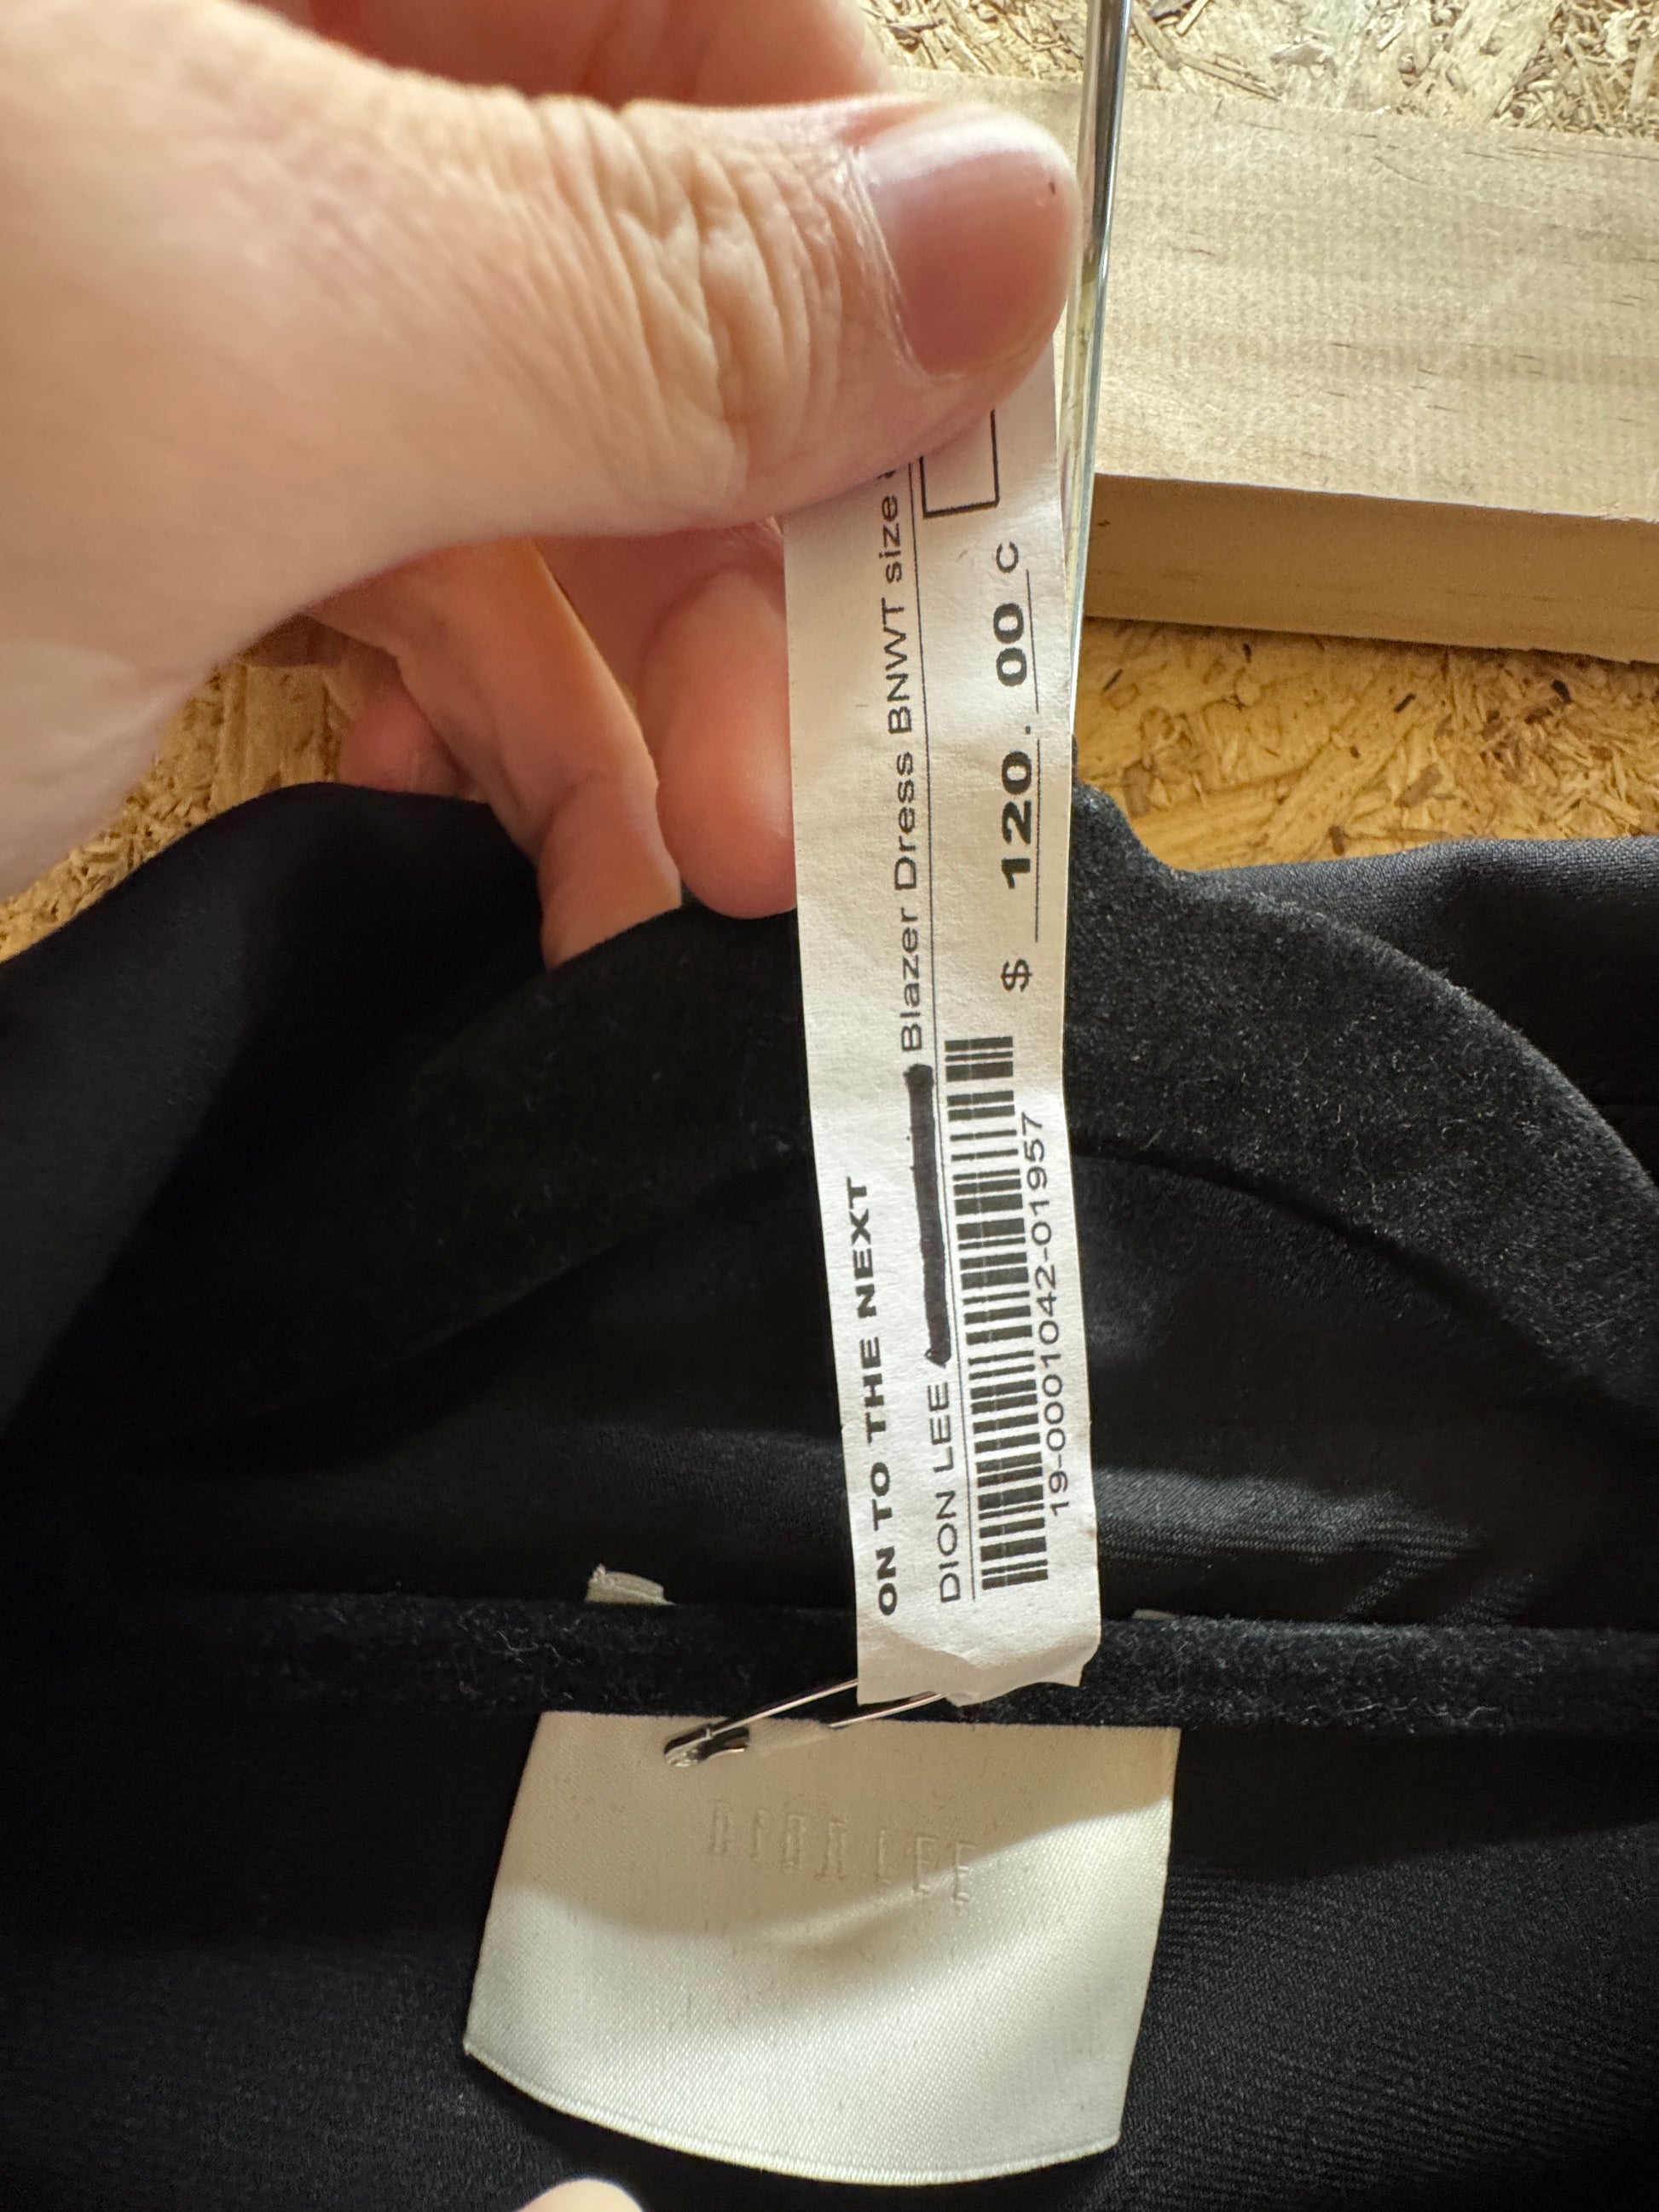 ON TO THE NEXT
DION LEE Blazer Dress BNWT size
19-0001042-01957
$ 120.00 C
DION LEE